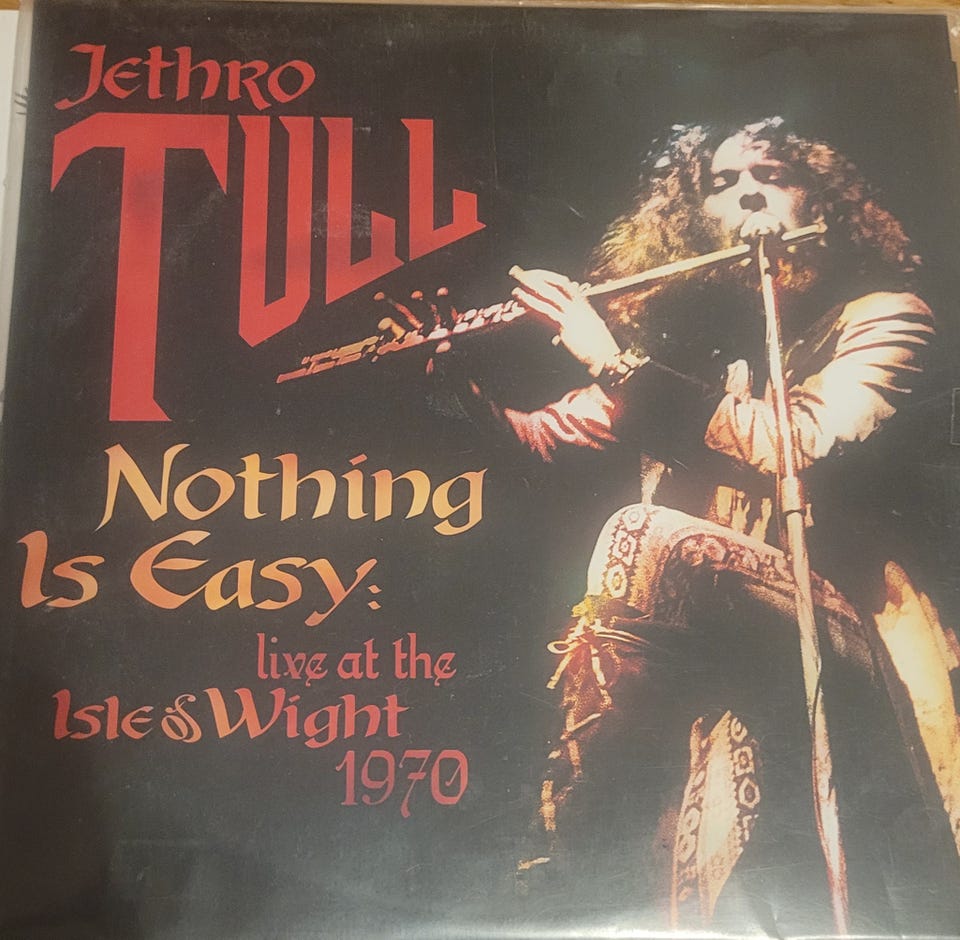 Jethro
TULL
Nothing
Is Easy:
live at the
Isle of Wight
1970